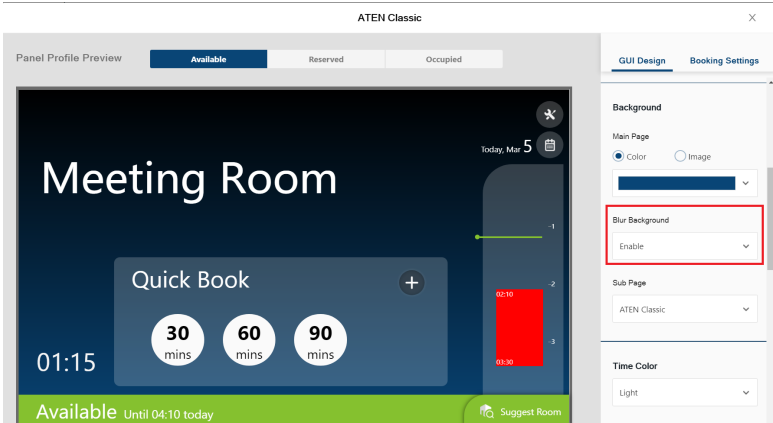 ATEN Classic
Panel Profile Preview
Available
Reserved
Occupied
GUI Design
Booking Settings
Today, Mar 5
Meeting Room
-1
-2
-3
02:10
03:30
Quick Book
30 mins
60 mins
90 mins
01:15
Available Until 04:10 today
Suggest Room
Background
Main Page
Color
Image
Blur Background
Enable
Sub Page
ATEN Classic
Time Color
Light